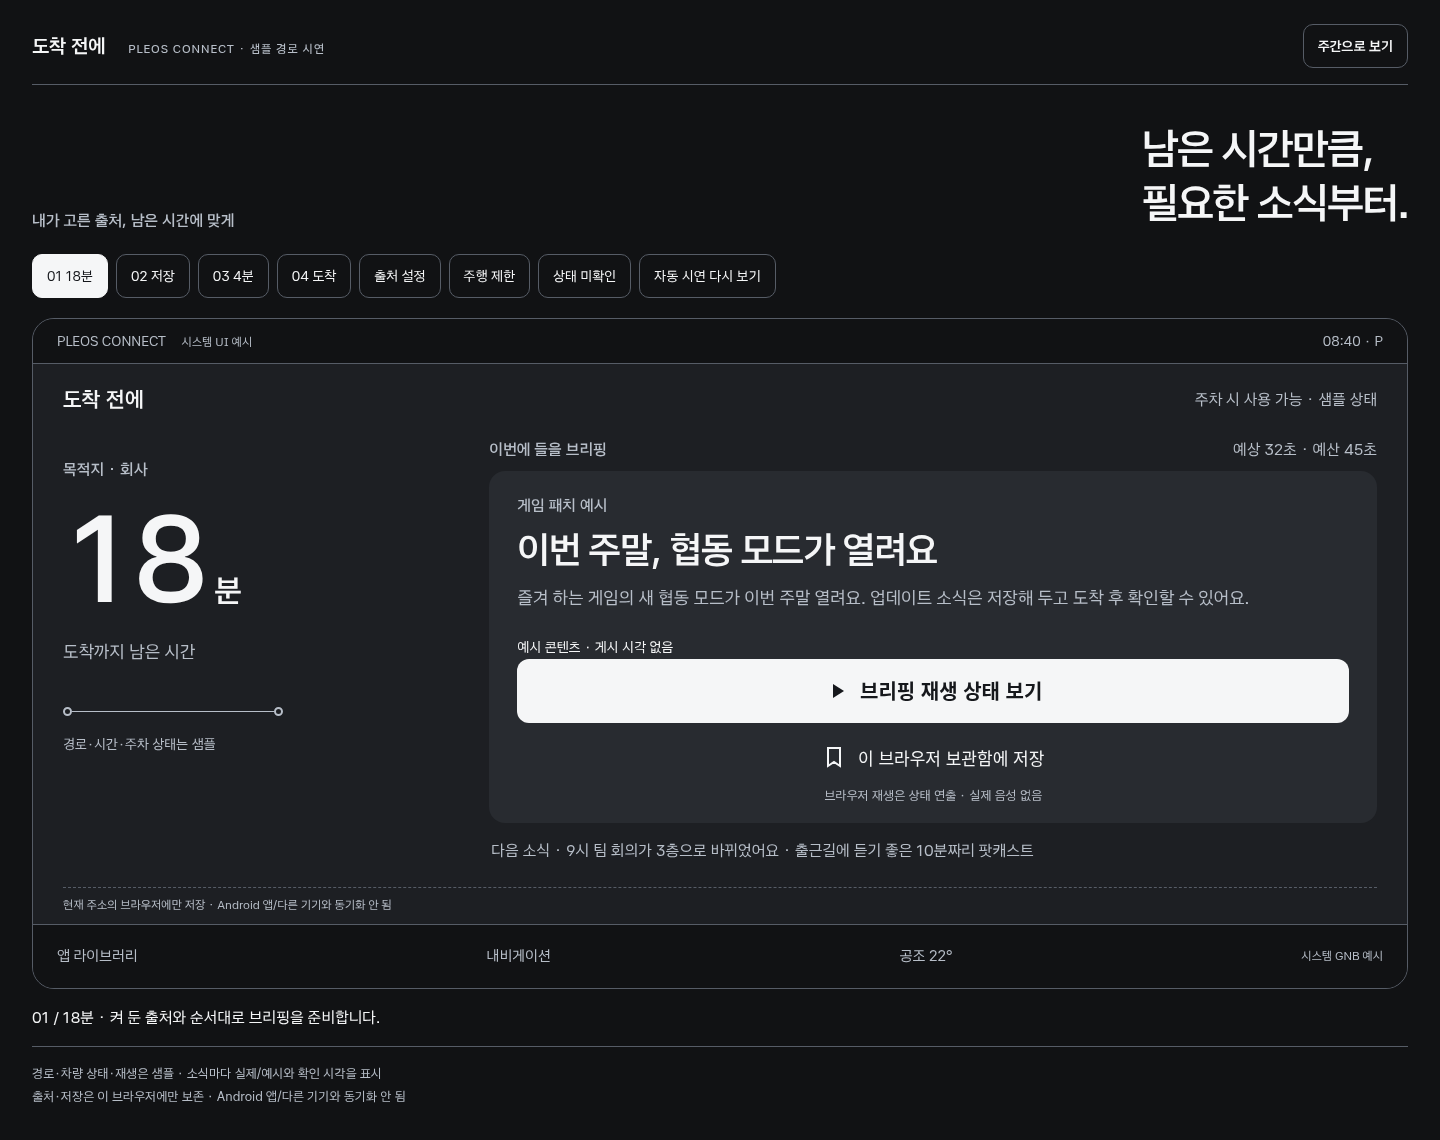 도착 전에
PLEOS CONNECT · 샘플 경로 시연
주간으로 보기
남은 시간만큼,
필요한 소식부터.
내가 고른 출처, 남은 시간에 맞게
01 18분
02 저장
03 4분
04 도착
출처 설정
주행 제한
상태 미확인
자동 시연 다시 보기
PLEOS CONNECT
시스템 UI 예시
08:40 · P
도착 전에
주차 시 사용 가능 · 샘플 상태
목적지 · 회사
18분
도착까지 남은 시간
경로·시간·주차 상태는 샘플
이번에 들을 브리핑
예상 32초 · 예산 45초
게임 패치 예시
이번 주말, 협동 모드가 열려요
즐겨 하는 게임의 새 협동 모드가 이번 주말 열려요. 업데이트 소식은 저장해 두고 도착 후 확인할 수 있어요.
예시 콘텐츠 · 게시 시각 없음
브리핑 재생 상태 보기
이 브라우저 보관함에 저장
브라우저 재생은 상태 연출 · 실제 음성 없음
다음 소식 · 9시 팀 회의가 3층으로 바뀌었어요 · 출근길에 듣기 좋은 10분짜리 팟캐스트
현재 주소의 브라우저에만 저장 · Android 앱/다른 기기와 동기화 안 됨
앱 라이브러리
내비게이션
공조 22°
시스템 GNB 예시
01 / 18분 · 켜 둔 출처와 순서대로 브리핑을 준비합니다.
경로·차량 상태·재생은 샘플 · 소식마다 실제/예시와 확인 시각을 표시
출처·저장은 이 브라우저에만 보존 · Android 앱/다른 기기와 동기화 안 됨